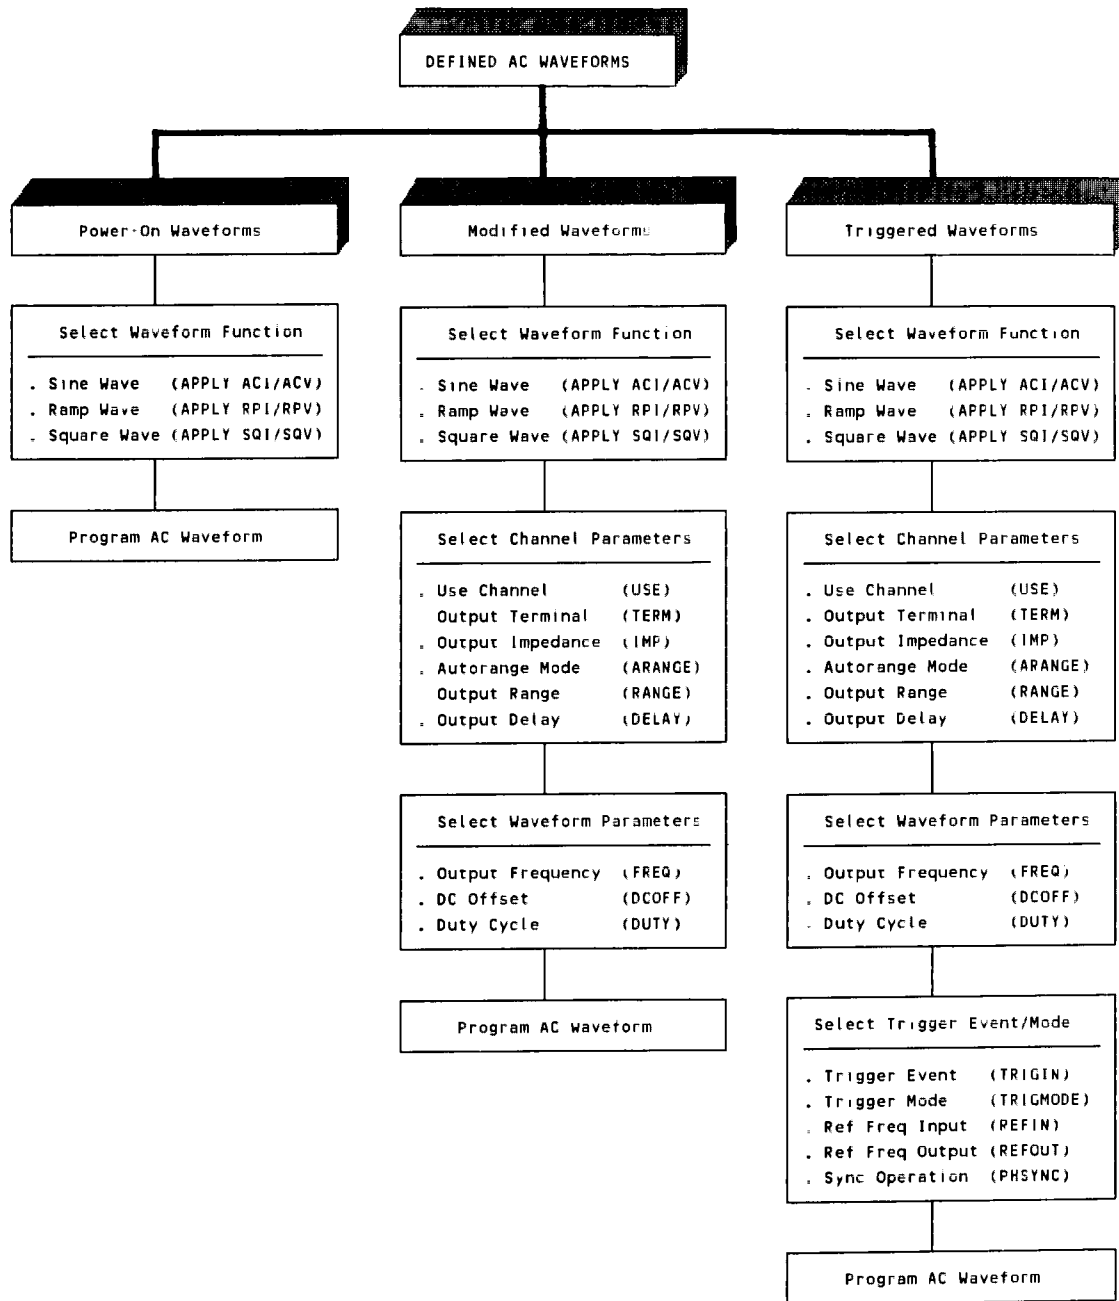 DEFINED AC WAVEFORMS
Power-On Waveforms
Select Waveform Function
. Sine Wave (APPLY ACI/ACV)
. Ramp Wave (APPLY RPI/RPV)
. Square Wave (APPLY SQI/SQV)
Program AC Waveform
Modified Waveforms
Select Waveform Function
. Sine Wave (APPLY ACI/ACV)
. Ramp Wave (APPLY RPI/RPV)
. Square Wave (APPLY SQI/SQV)
Select Channel Parameters
. Use Channel (USE)
Output Terminal (TERM)
. Output Impedance (IMP)
. Autorange Mode (ARANGE)
Output Range (RANGE)
. Output Delay (DELAY)
Select Waveform Parameters
. Output Frequency (FREQ)
. DC Offset (DCOFF)
. Duty Cycle (DUTY)
Program AC Waveform
Triggered Waveforms
Select Waveform Function
. Sine Wave (APPLY ACI/ACV)
. Ramp Wave (APPLY RPI/RPV)
. Square Wave (APPLY SQI/SQV)
Select Channel Parameters
. Use Channel (USE)
. Output Terminal (TERM)
. Output Impedance (IMP)
. Autorange Mode (ARANGE)
. Output Range (RANGE)
. Output Delay (DELAY)
Select Waveform Parameters
. Output Frequency (FREQ)
. DC Offset (DCOFF)
. Duty Cycle (DUTY)
Select Trigger Event/Mode
. Trigger Event (TRIGIN)
. Trigger Mode (TRIGMODE)
. Ref Freq Input (REFIN)
. Ref Freq Output (REFOUT)
. Sync Operation (PHSYNC)
Program AC Waveform